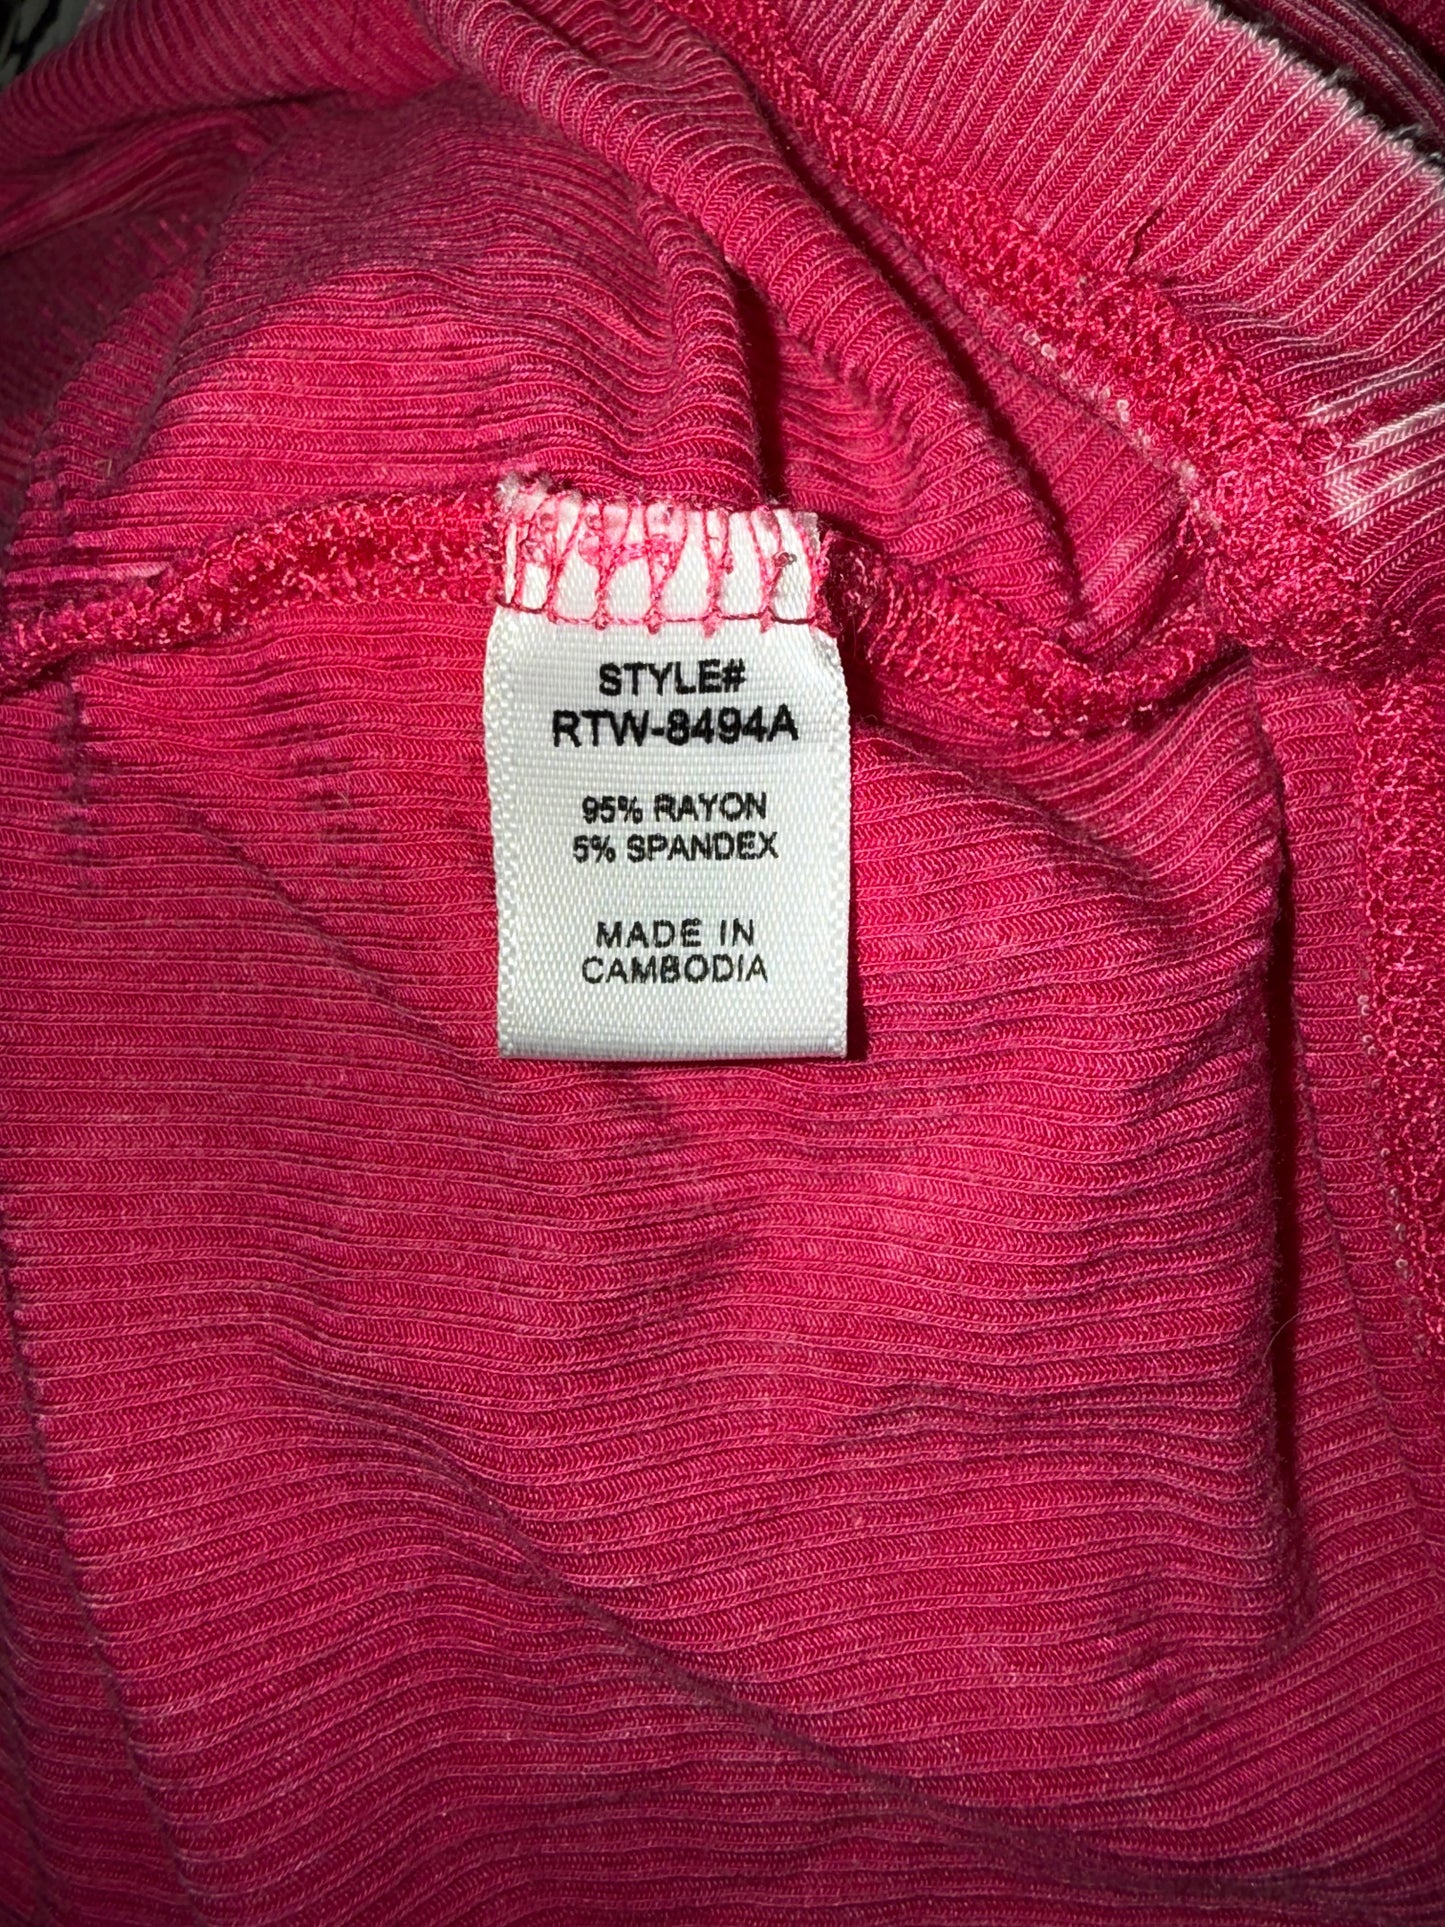 STYLE#
RTW-8494A
95% RAYON
5% SPANDEX
MADE IN
CAMBODIA